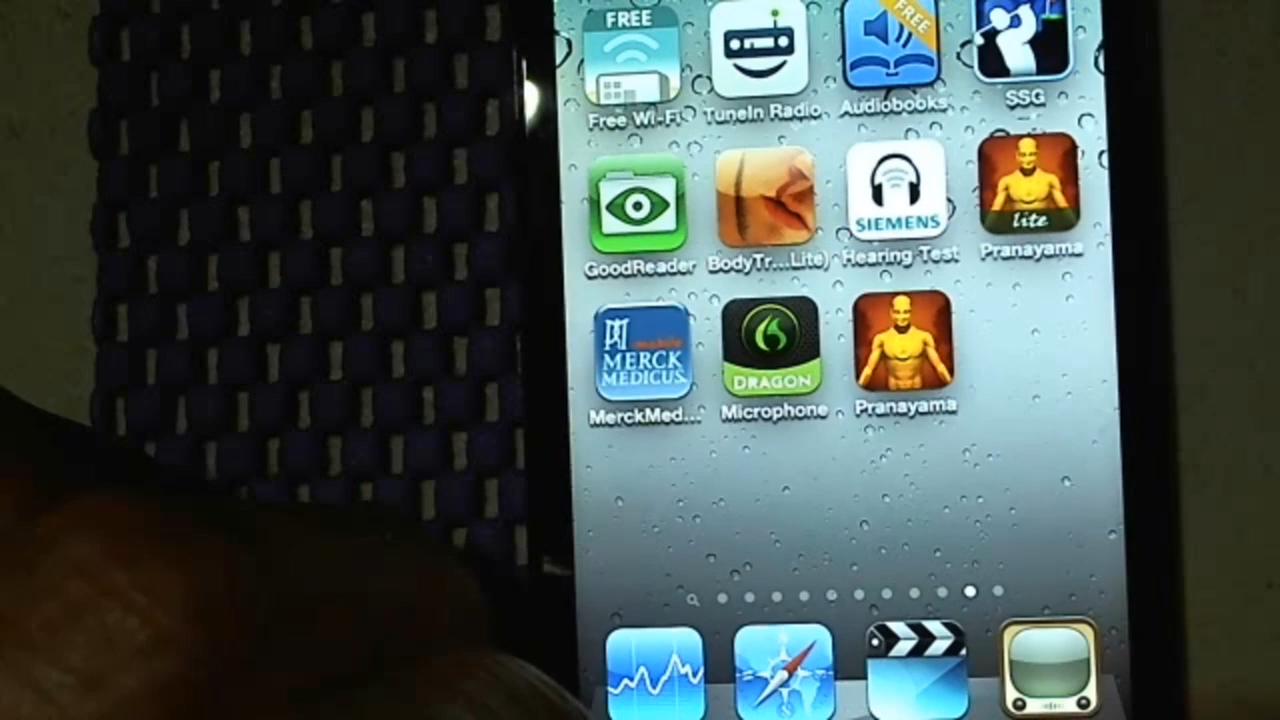 FREE
FREE
Free Wi-Fi TuneIn Radio Audiobooks SSG
SIEMENS lite
GoodReader BodyTr...Lite) Hearing Test Pranayama
mobile
MERCK
MEDICUS DRAGON
MerckMed... Microphone Pranayama